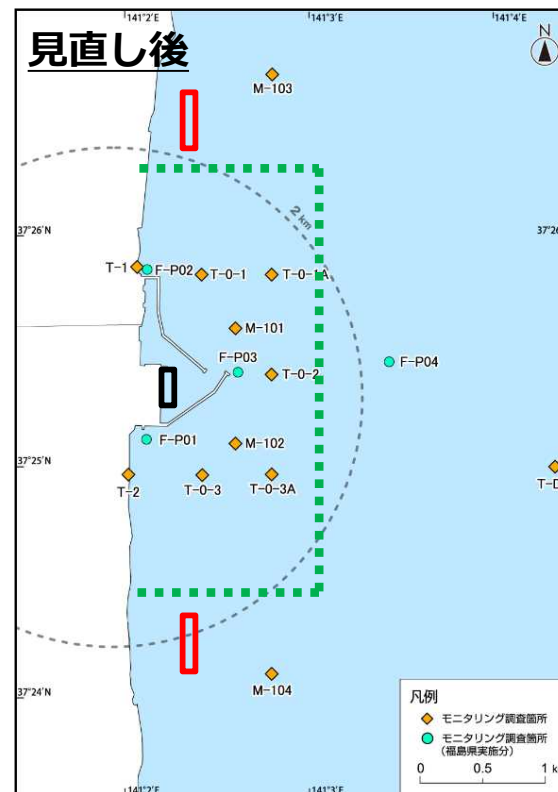 141°2'E
141°3'E
141°4'E
見直し後
N
M-103
2 km
37°26'N
37°26
T-1
F-P02
T-0-1
T-0-1A
M-101
F-P03
T-0-2
F-P04
F-P01
M-102
37°25'N
T-2
T-0-3
T-0-3A
T-D
37°24'N
M-104
凡例
モニタリング調査箇所
モニタリング調査箇所
(福島県実施分)
0 0.5 1 k
141°2'E
141°3'E